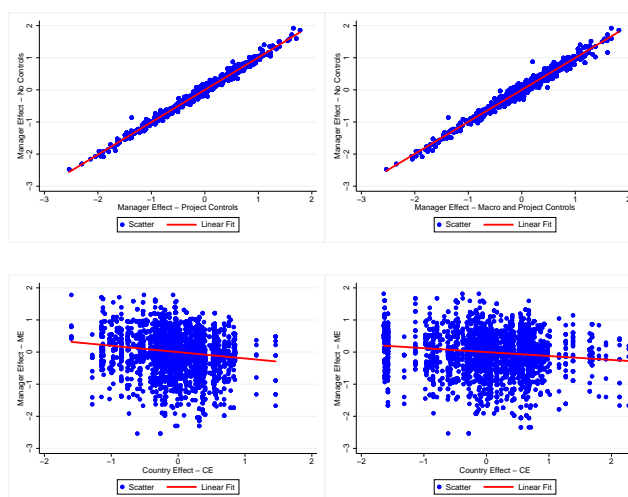 Manager Effect – No Controls
2
1
0
−1
−2
−3
−3 −2 −1 0 1 2
Manager Effect – Project Controls
Scatter Linear Fit
Manager Effect – No Controls
2
1
0
−1
−2
−3
−3 −2 −1 0 1 2
Manager Effect – Macro and Project Controls
Scatter Linear Fit
Manager Effect – ME
2
1
0
−1
−2
−3
−2 −1 0 1 2
Country Effect – CE
Scatter Linear Fit
Manager Effect – ME
2
1
0
−1
−2
−3
−2 −1 0 1 2
Country Effect – CE
Scatter Linear Fit